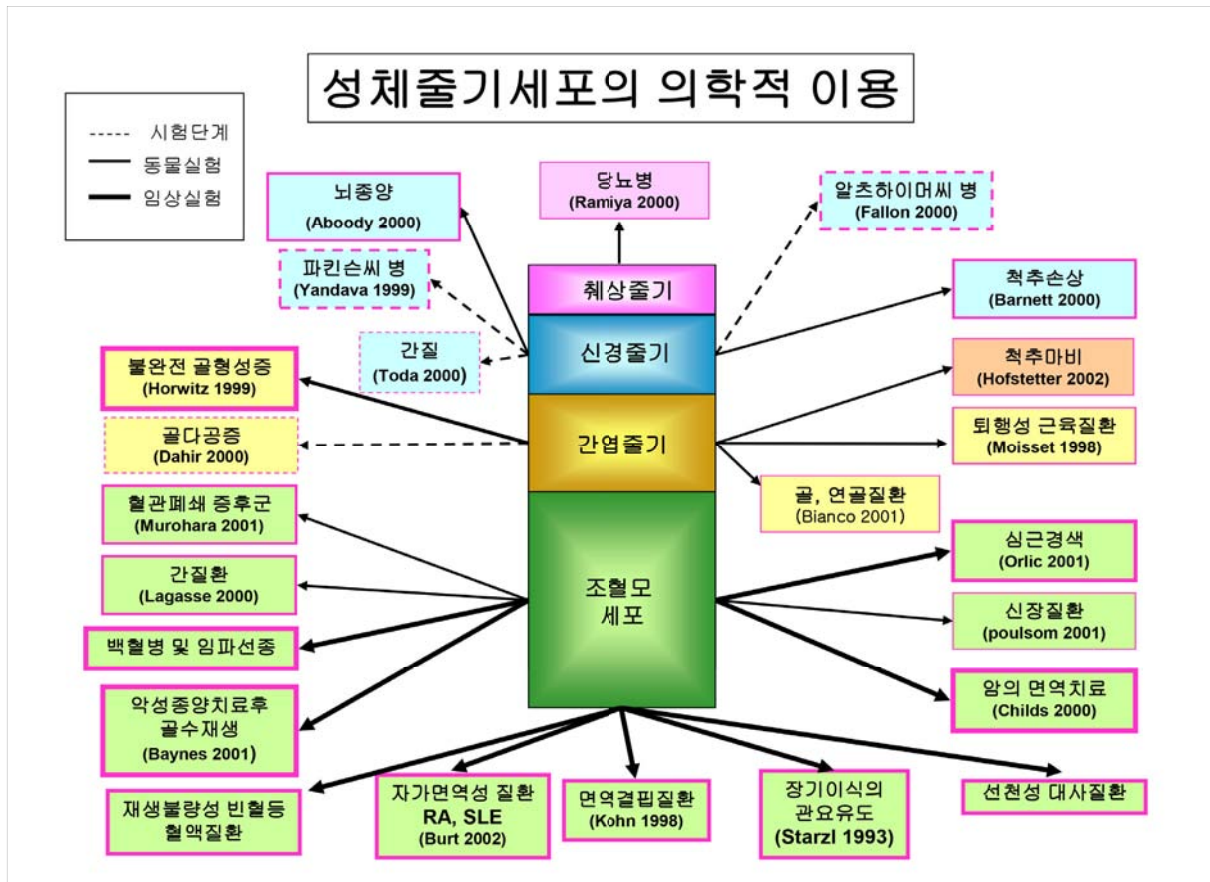 성체줄기세포의 의학적 이용
시험단계
동물실험
임상실험
뇌종양
(Aboody 2000)
당뇨병
(Ramiya 2000)
알츠하이머씨 병
(Fallon 2000)
파킨슨씨 병
(Yandava 1999)
췌상줄기
척추손상
(Barnett 2000)
간질
(Toda 2000)
신경줄기
불완전 골형성증
(Horwitz 1999)
척추마비
(Hofstetter 2002)
골다공증
(Dahir 2000)
간엽줄기
퇴행성 근육질환
(Moisset 1998)
골, 연골질환
(Bianco 2001)
혈관폐쇄 증후군
(Murohara 2001)
심근경색
(Orlic 2001)
간질환
(Lagasse 2000)
조혈모
세포
신장질환
(poulsom 2001)
백혈병 및 임파선종
암의 면역치료
(Childs 2000)
악성종양치료후
골수재생
(Baynes 2001)
재생불량성 빈혈등
혈액질환
자가면역성 질환
RA, SLE
(Burt 2002)
면역결핍질환
(Kohn 1998)
장기이식의
관요유도
(Starzl 1993)
선천성 대사질환